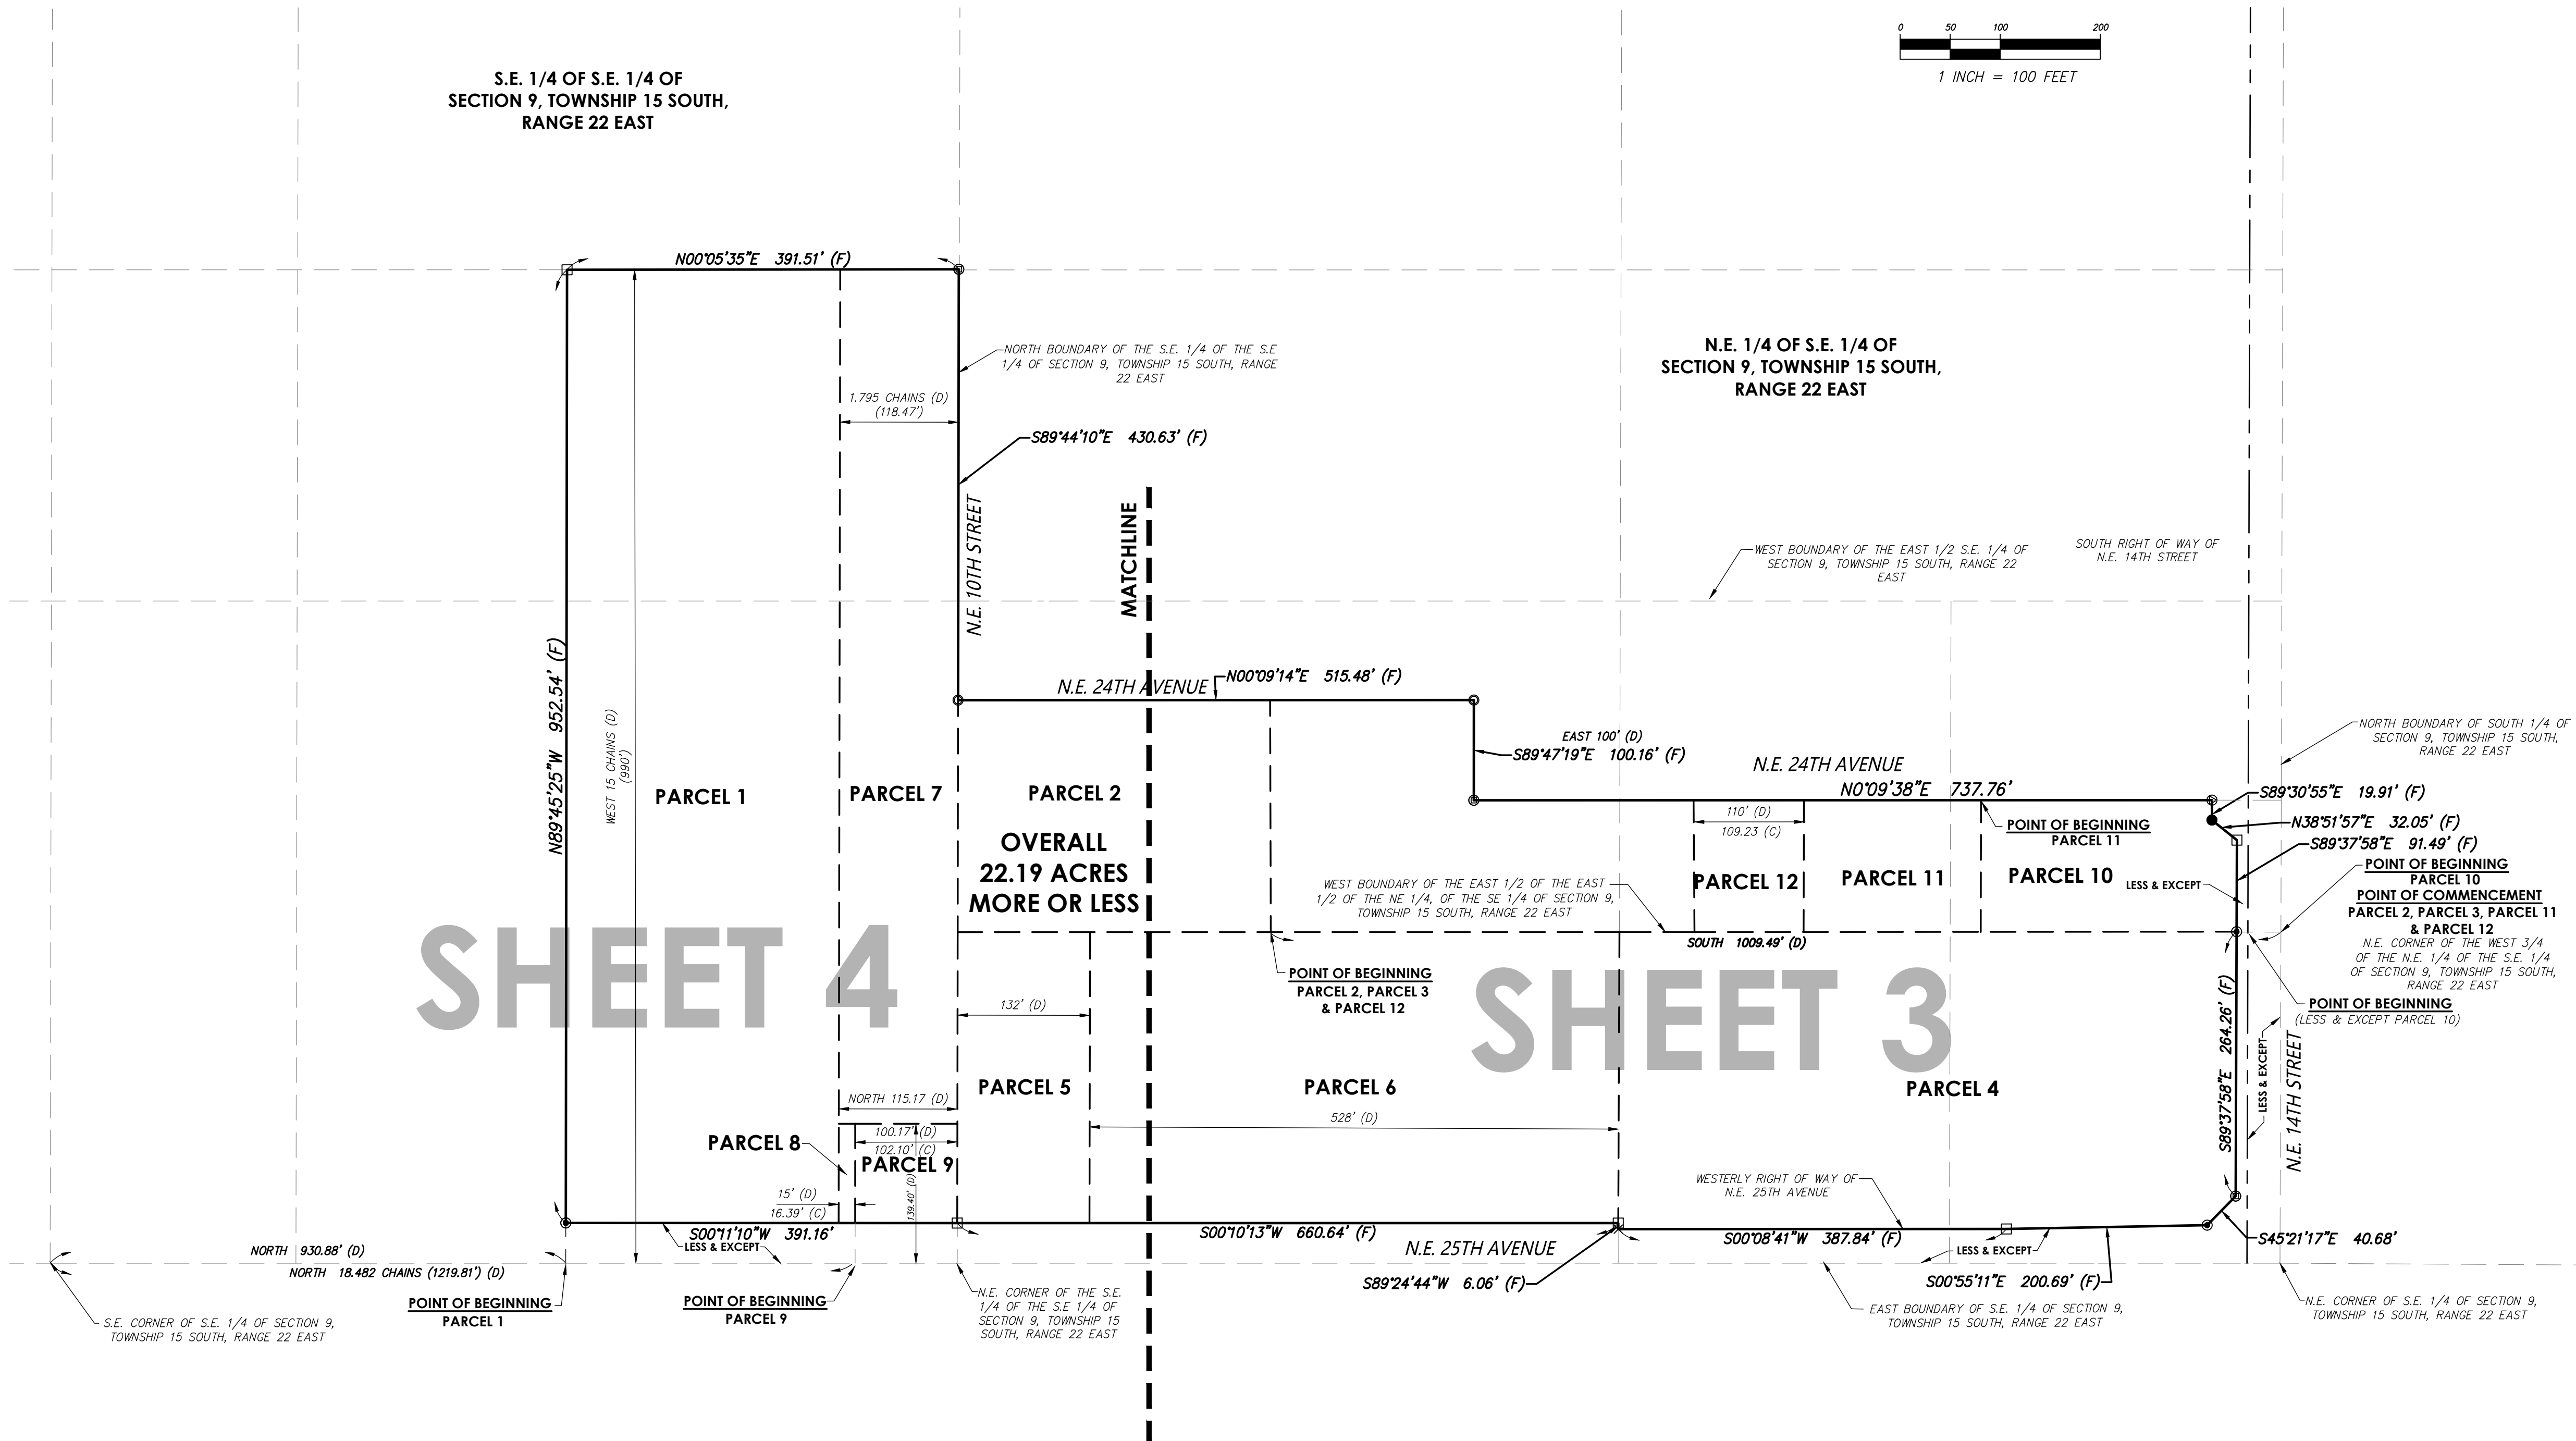 0 50 100 200
1 INCH = 100 FEET
S.E. 1/4 OF S.E. 1/4 OF
SECTION 9, TOWNSHIP 15 SOUTH,
RANGE 22 EAST
N00°05'35"E 391.51' (F)
NORTH BOUNDARY OF THE S.E. 1/4 OF THE S.E
1/4 OF SECTION 9, TOWNSHIP 15 SOUTH, RANGE
22 EAST
N.E. 1/4 OF S.E. 1/4 OF
SECTION 9, TOWNSHIP 15 SOUTH,
RANGE 22 EAST
1.795 CHAINS (D)
(118.47')
S89°44'10"E 430.63' (F)
N.E. 10TH STREET
MATCHLINE
WEST BOUNDARY OF THE EAST 1/2 S.E. 1/4 OF
SECTION 9, TOWNSHIP 15 SOUTH, RANGE 22
EAST
SOUTH RIGHT OF WAY OF
N.E. 14TH STREET
N89°45'25"W 952.54' (F)
WEST 15 CHAINS (D)
(990')
N.E. 24TH AVENUE
N00°09'14"E 515.48' (F)
EAST 100' (D)
S89°47'19"E 100.16' (F)
N.E. 24TH AVENUE
N0°09'38"E 737.76'
NORTH BOUNDARY OF SOUTH 1/4 OF
SECTION 9, TOWNSHIP 15 SOUTH,
RANGE 22 EAST
S89°30'55"E 19.91' (F)
N38°51'57"E 32.05' (F)
S89°37'58"E 91.49' (F)
PARCEL 1
PARCEL 7
PARCEL 2
OVERALL
22.19 ACRES
MORE OR LESS
110' (D)
109.23 (C)
POINT OF BEGINNING
PARCEL 11
PARCEL 12
PARCEL 11
PARCEL 10
LESS & EXCEPT
POINT OF BEGINNING
PARCEL 10
POINT OF COMMENCEMENT
PARCEL 2, PARCEL 3, PARCEL 11
& PARCEL 12
N.E. CORNER OF THE WEST 3/4
OF THE N.E. 1/4 OF THE S.E. 1/4
OF SECTION 9, TOWNSHIP 15 SOUTH,
RANGE 22 EAST
POINT OF BEGINNING
(LESS & EXCEPT PARCEL 10)
WEST BOUNDARY OF THE EAST 1/2 OF THE EAST
1/2 OF THE NE 1/4, OF THE SE 1/4 OF SECTION 9,
TOWNSHIP 15 SOUTH, RANGE 22 EAST
SOUTH 1009.49' (D)
SHEET 4
SHEET 3
POINT OF BEGINNING
PARCEL 2, PARCEL 3
& PARCEL 12
132' (D)
S89°37'58"E 264.26' (F)
LESS & EXCEPT
N.E. 14TH STREET
PARCEL 5
PARCEL 6
PARCEL 4
NORTH 115.17 (D)
528' (D)
100.17' (D)
102.10' (C)
PARCEL 8
PARCEL 9
139.40' (D)
15' (D)
16.39' (C)
WESTERLY RIGHT OF WAY OF
N.E. 25TH AVENUE
S00°11'10"W 391.16'
LESS & EXCEPT
S00°10'13"W 660.64' (F)
N.E. 25TH AVENUE
S00°08'41"W 387.84' (F)
LESS & EXCEPT
S45°21'17"E 40.68'
NORTH 930.88' (D)
NORTH 18.482 CHAINS (1219.81') (D)
S89°24'44"W 6.06' (F)
S00°55'11"E 200.69' (F)
POINT OF BEGINNING
PARCEL 1
POINT OF BEGINNING
PARCEL 9
N.E. CORNER OF THE S.E.
1/4 OF THE S.E 1/4 OF
SECTION 9, TOWNSHIP 15
SOUTH, RANGE 22 EAST
S.E. CORNER OF S.E. 1/4 OF SECTION 9,
TOWNSHIP 15 SOUTH, RANGE 22 EAST
EAST BOUNDARY OF S.E. 1/4 OF SECTION 9,
TOWNSHIP 15 SOUTH, RANGE 22 EAST
N.E. CORNER OF S.E. 1/4 OF SECTION 9,
TOWNSHIP 15 SOUTH, RANGE 22 EAST